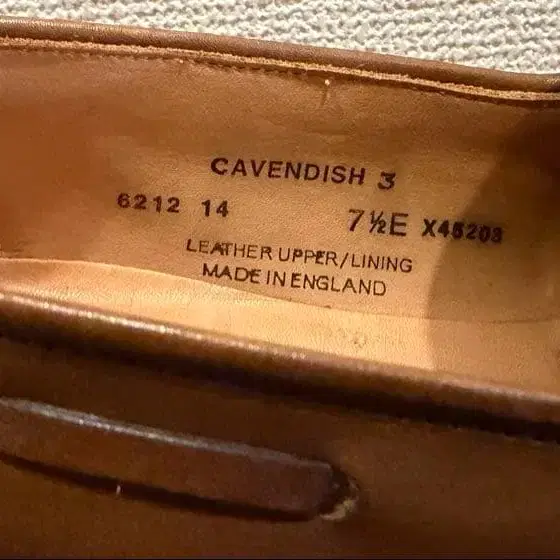 CAVENDISH 3
6212 14 7½E X45203
LEATHER UPPER/LINING
MADE IN ENGLAND